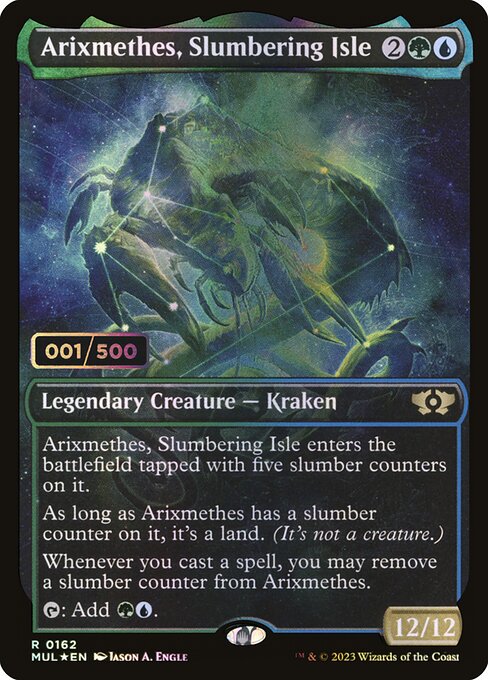 Arixmethes, Slumbering Isle 2
001/500
Legendary Creature — Kraken
Arixmethes, Slumbering Isle enters the
battlefield tapped with five slumber counters
on it.
As long as Arixmethes has a slumber
counter on it, it's a land. (It's not a creature.)
Whenever you cast a spell, you may remove
a slumber counter from Arixmethes.
: Add .
12/12
R 0162
MUL★EN Jason A. Engle
™ & © 2023 Wizards of the Coast